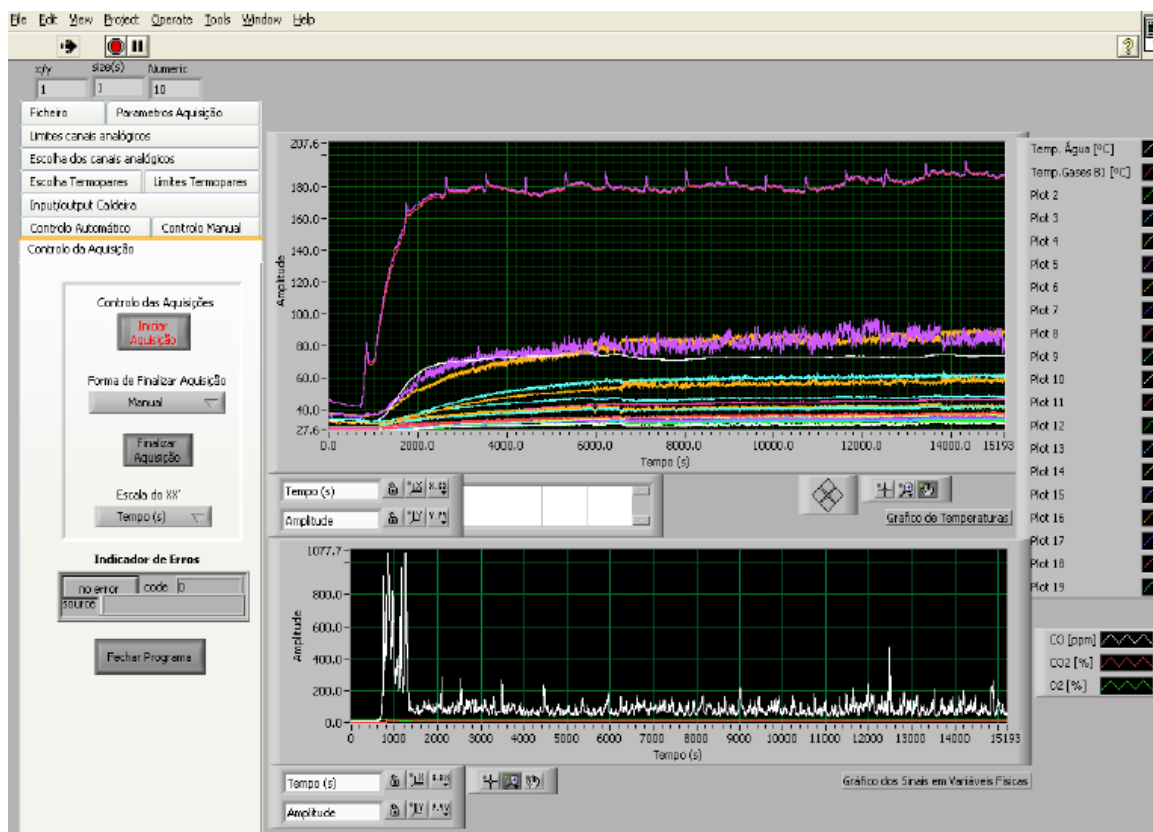 File Edit View Project Operate Tools Window Help
?
x/y size(s) Numeric
1 1 10
Ficheiro Parametros Aquisição
Limites canais analógicos
Escolha dos canais analógicos
Escolha Termopares Limites Termopares
Input/output Caldeira
Controlo Automático Controlo Manual
Controlo da Aquisição
Controlo das Aquisições
Iniciar
Aquisição
Forma de Finalizar Aquisição
Manual
Finalizar
Aquisição
Escala do XX'
Tempo (s)
Indicador de Erros
no error code 0
source
Fechar Programa
Amplitude
207.6
180.0
160.0
140.0
120.0
100.0
80.0
60.0
40.0
27.6
0.0 2000.0 4000.0 6000.0 8000.0 10000.0 12000.0 14000.0 15193
Tempo (s)
Temp. Água [ºC]
Temp.Gases B1 [ºC]
Plot 2
Plot 3
Plot 4
Plot 5
Plot 6
Plot 7
Plot 8
Plot 9
Plot 10
Plot 11
Plot 12
Plot 13
Plot 14
Plot 15
Plot 16
Plot 17
Plot 18
Plot 19
Tempo (s)
Amplitude
Gráfico de Temperaturas
Amplitude
1077.7
800.0
600.0
400.0
200.0
0.0
0 1000 2000 3000 4000 5000 6000 7000 8000 9000 10000 11000 12000 13000 14000 15193
Tempo (s)
CO [ppm]
CO2 [%]
O2 [%]
Tempo (s)
Amplitude
Gráfico dos Sinais em Variáveis Físicas